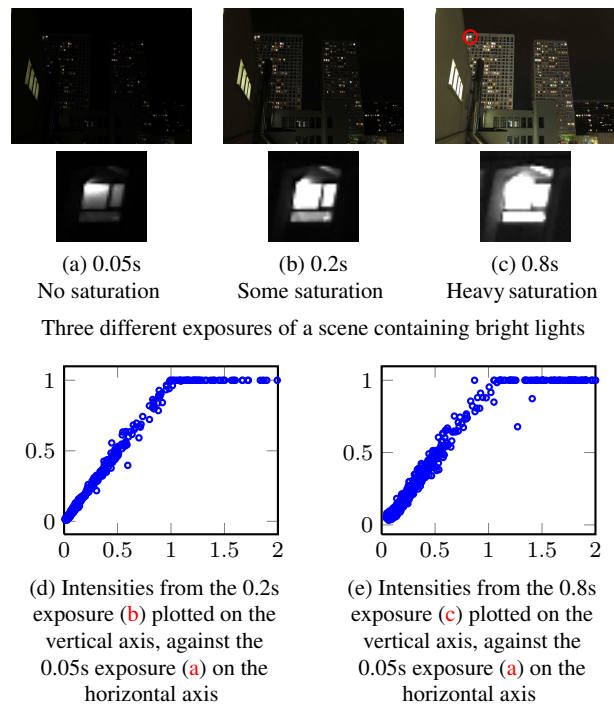 (a) 0.05s
No saturation
(b) 0.2s
Some saturation
(c) 0.8s
Heavy saturation
Three different exposures of a scene containing bright lights
1
0.5
0
0 0.5 1 1.5 2
(d) Intensities from the 0.2s
exposure (b) plotted on the
vertical axis, against the
0.05s exposure (a) on the
horizontal axis
1
0.5
0
0 0.5 1 1.5 2
(e) Intensities from the 0.8s
exposure (c) plotted on the
vertical axis, against the
0.05s exposure (a) on the
horizontal axis